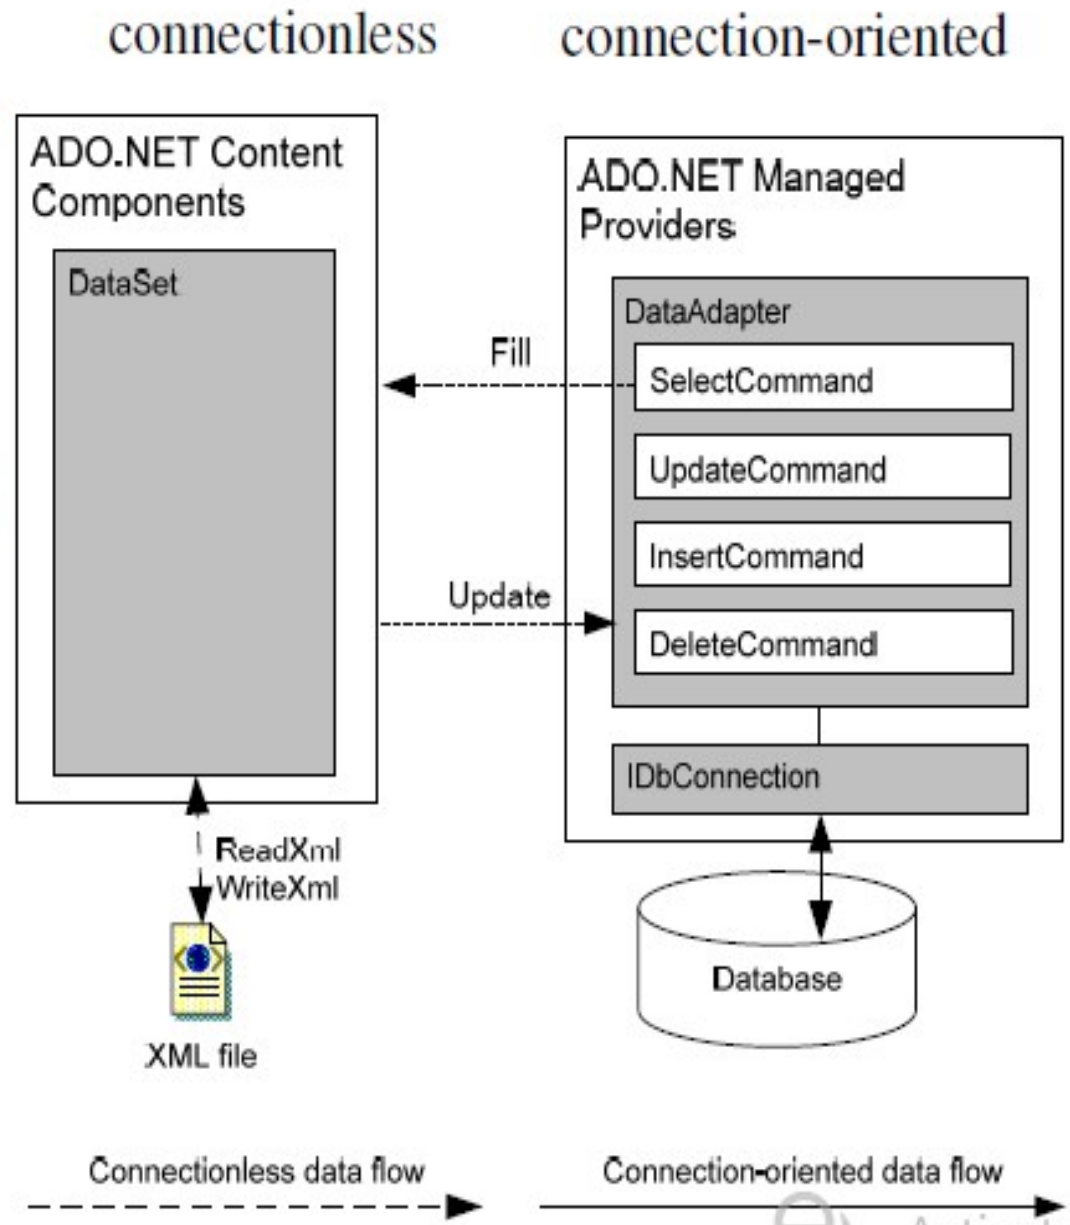 connectionless
connection-oriented
ADO.NET Content
Components
DataSet
ADO.NET Managed
Providers
DataAdapter
SelectCommand
UpdateCommand
InsertCommand
DeleteCommand
IDbConnection
Fill
Update
ReadXml
WriteXml
XML file
Database
Connectionless data flow
Connection-oriented data flow